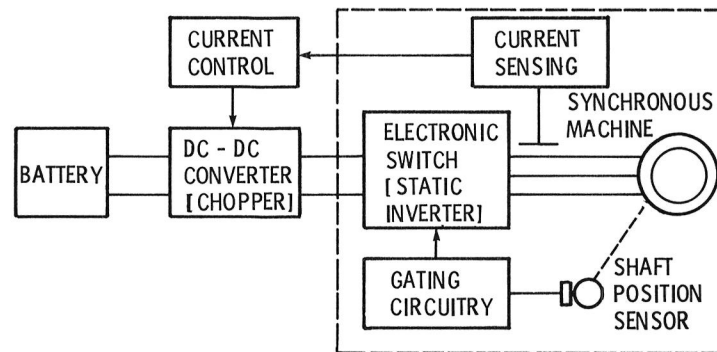 CURRENT
CONTROL
CURRENT
SENSING
SYNCHRONOUS
MACHINE
BATTERY
DC - DC
CONVERTER
[CHOPPER]
ELECTRONIC
SWITCH
[STATIC
INVERTER]
GATING
CIRCUITRY
SHAFT
POSITION
SENSOR